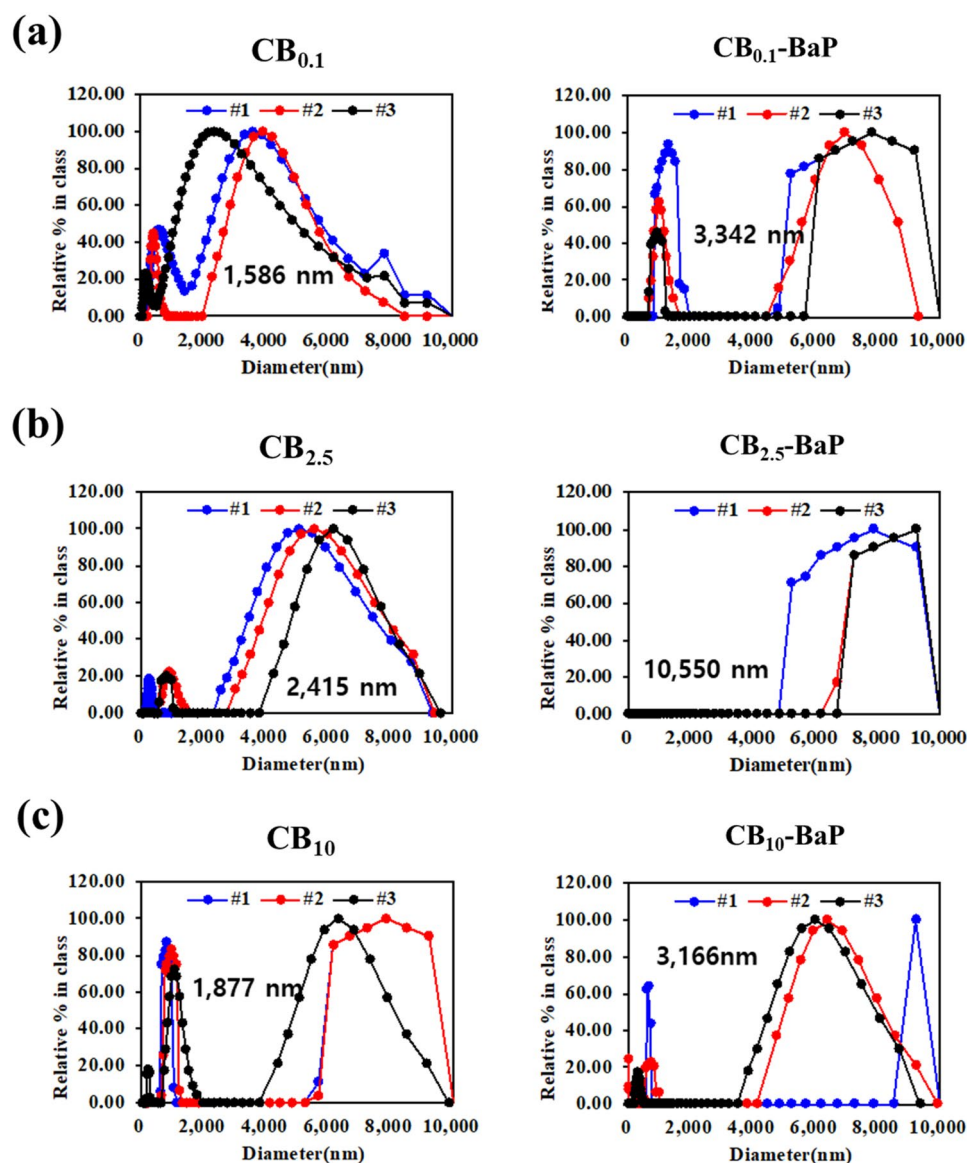 (a)
CB0.1
120.00
100.00
80.00
60.00
40.00
20.00
0.00
Relative % in class
#1 #2 #3
1,586 nm
0 2,000 4,000 6,000 8,000 10,000
Diameter(nm)
CB0.1-BaP
120.00
100.00
80.00
60.00
40.00
20.00
0.00
Relative % in class
#1 #2 #3
3,342 nm
0 2,000 4,000 6,000 8,000 10,000
Diameter(nm)
(b)
CB2.5
120.00
100.00
80.00
60.00
40.00
20.00
0.00
Relative % in class
#1 #2 #3
2,415 nm
0 2,000 4,000 6,000 8,000 10,000
Diameter(nm)
CB2.5-BaP
120.00
100.00
80.00
60.00
40.00
20.00
0.00
Relative % in class
#1 #2 #3
10,550 nm
0 2,000 4,000 6,000 8,000 10,000
Diameter(nm)
(c)
CB10
120.00
100.00
80.00
60.00
40.00
20.00
0.00
Relative % in class
#1 #2 #3
1,877 nm
0 2,000 4,000 6,000 8,000 10,000
Diameter(nm)
CB10-BaP
120.00
100.00
80.00
60.00
40.00
20.00
0.00
Relative % in class
#1 #2 #3
3,166nm
0 2,000 4,000 6,000 8,000 10,000
Diameter(nm)